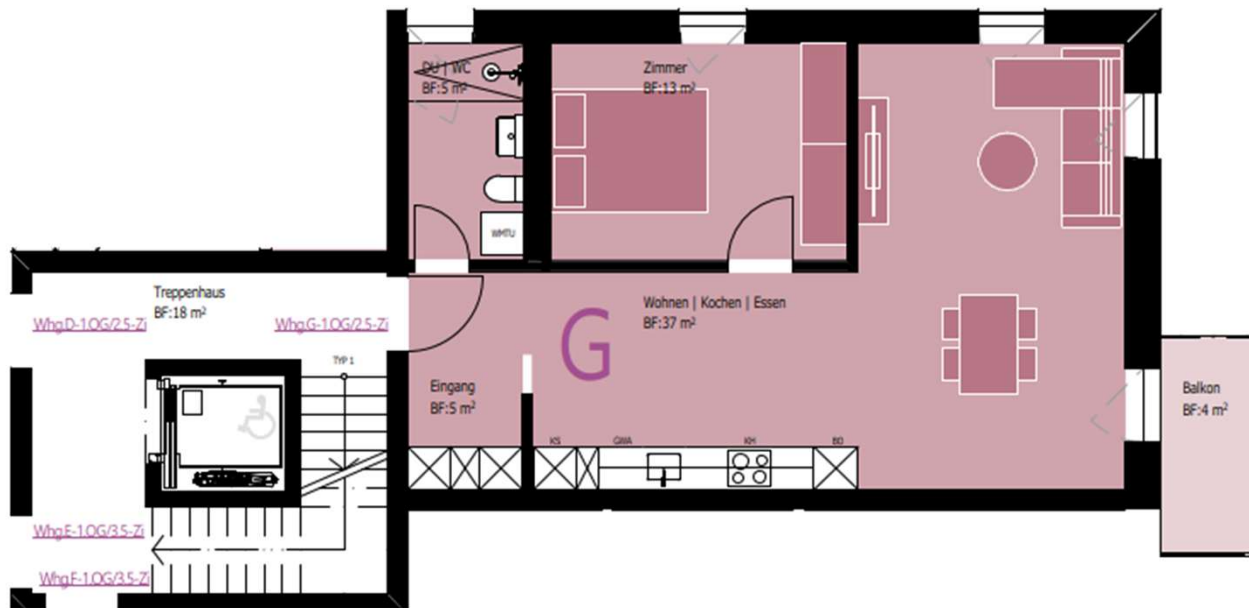 DU | WC
BF:5 m²
Zimmer
BF:13 m²
WMTU
Treppenhaus
BF:18 m²
Whg.D-1.OG/2.5-Zi
Whg.G-1.OG/2.5-Zi
Wohnen | Kochen | Essen
BF:37 m²
G
TYP 1
Eingang
BF:5 m²
Balkon
BF:4 m²
KS
GWA
KH
BO
Whg.E-1.OG/3.5-Zi
Whg.F-1.OG/3.5-Zi